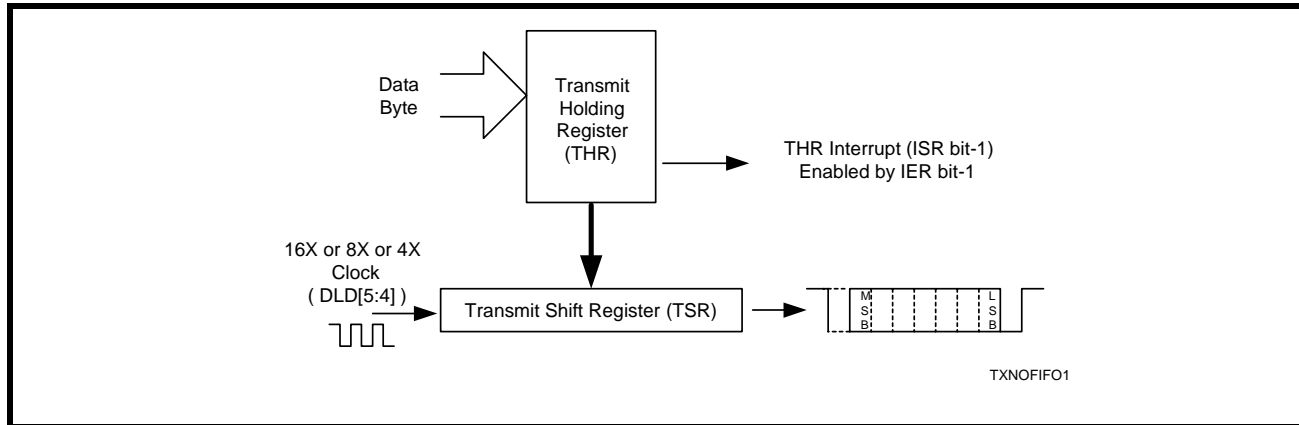 Data
Byte
Transmit
Holding
Register
(THR)
THR Interrupt (ISR bit-1)
Enabled by IER bit-1
16X or 8X or 4X
Clock
( DLD[5:4] )
Transmit Shift Register (TSR)
M
S
B
L
S
B
TXNOFIFO1